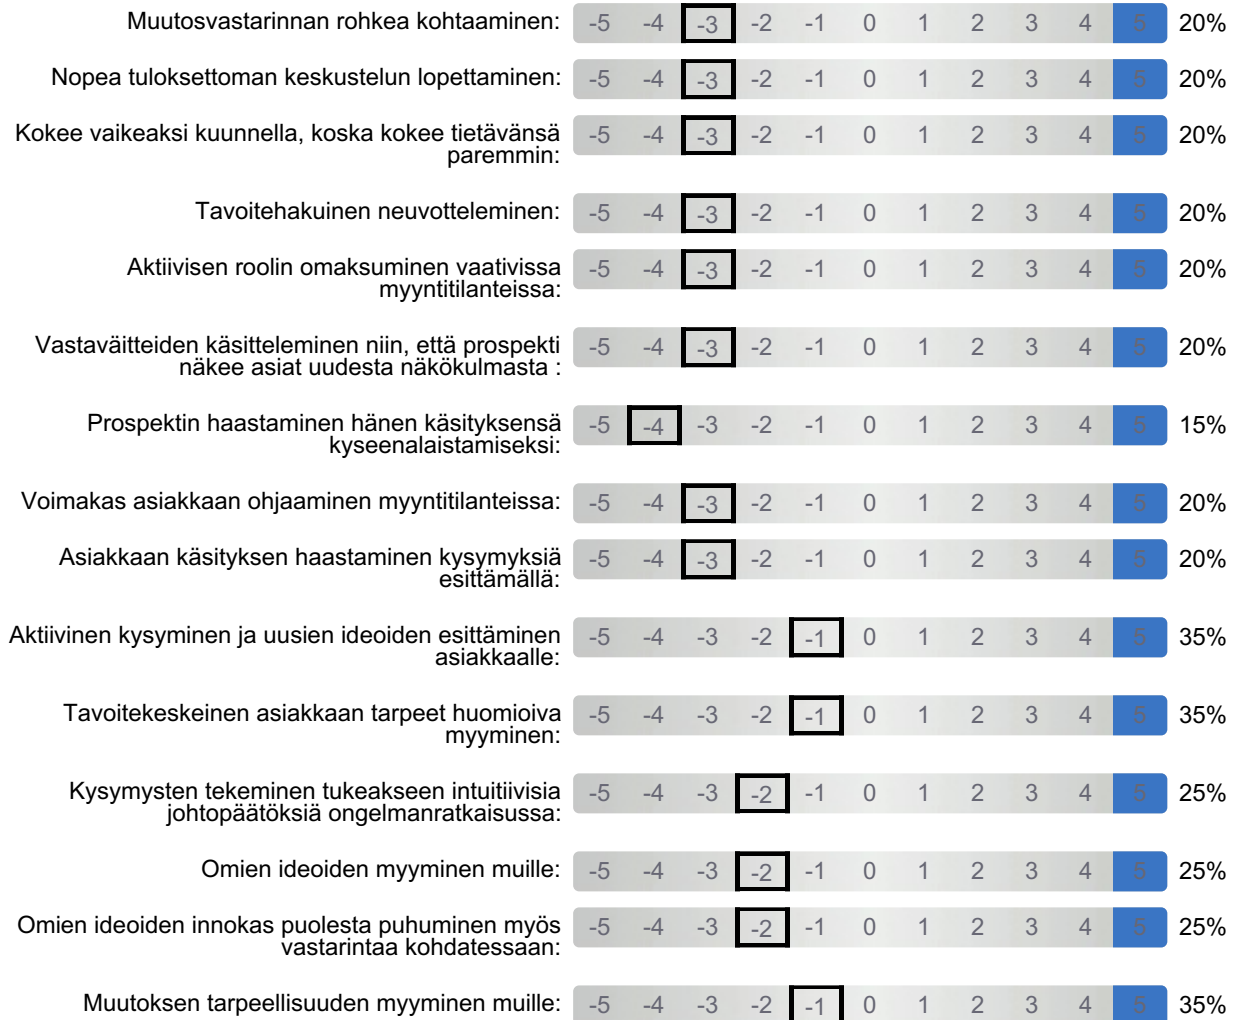 Muutosvastarinnan rohkea kohtaaminen: -5 -4 -3 -2 -1 0 1 2 3 4 5 20%
Nopea tuloksettoman keskustelun lopettaminen: -5 -4 -3 -2 -1 0 1 2 3 4 5 20%
Kokee vaikeaksi kuunnella, koska kokee tietävänsä
paremmin: -5 -4 -3 -2 -1 0 1 2 3 4 5 20%
Tavoitehakuinen neuvotteleminen: -5 -4 -3 -2 -1 0 1 2 3 4 5 20%
Aktiivisen roolin omaksuminen vaativissa
myyntitilanteissa: -5 -4 -3 -2 -1 0 1 2 3 4 5 20%
Vastaväitteiden käsitteleminen niin, että prospekti
näkee asiat uudesta näkökulmasta : -5 -4 -3 -2 -1 0 1 2 3 4 5 20%
Prospektin haastaminen hänen käsityksensä
kyseenalaistamiseksi: -5 -4 -3 -2 -1 0 1 2 3 4 5 15%
Voimakas asiakkaan ohjaaminen myyntitilanteissa: -5 -4 -3 -2 -1 0 1 2 3 4 5 20%
Asiakkaan käsityksen haastaminen kysymyksiä
esittämällä: -5 -4 -3 -2 -1 0 1 2 3 4 5 20%
Aktiivinen kysyminen ja uusien ideoiden esittäminen
asiakkaalle: -5 -4 -3 -2 -1 0 1 2 3 4 5 35%
Tavoitekeskeinen asiakkaan tarpeet huomioiva
myyminen: -5 -4 -3 -2 -1 0 1 2 3 4 5 35%
Kysymysten tekeminen tukeakseen intuitiivisia
johtopäätöksiä ongelmanratkaisussa: -5 -4 -3 -2 -1 0 1 2 3 4 5 25%
Omien ideoiden myyminen muille: -5 -4 -3 -2 -1 0 1 2 3 4 5 25%
Omien ideoiden innokas puolesta puhuminen myös
vastarintaa kohdatessaan: -5 -4 -3 -2 -1 0 1 2 3 4 5 25%
Muutoksen tarpeellisuuden myyminen muille: -5 -4 -3 -2 -1 0 1 2 3 4 5 35%